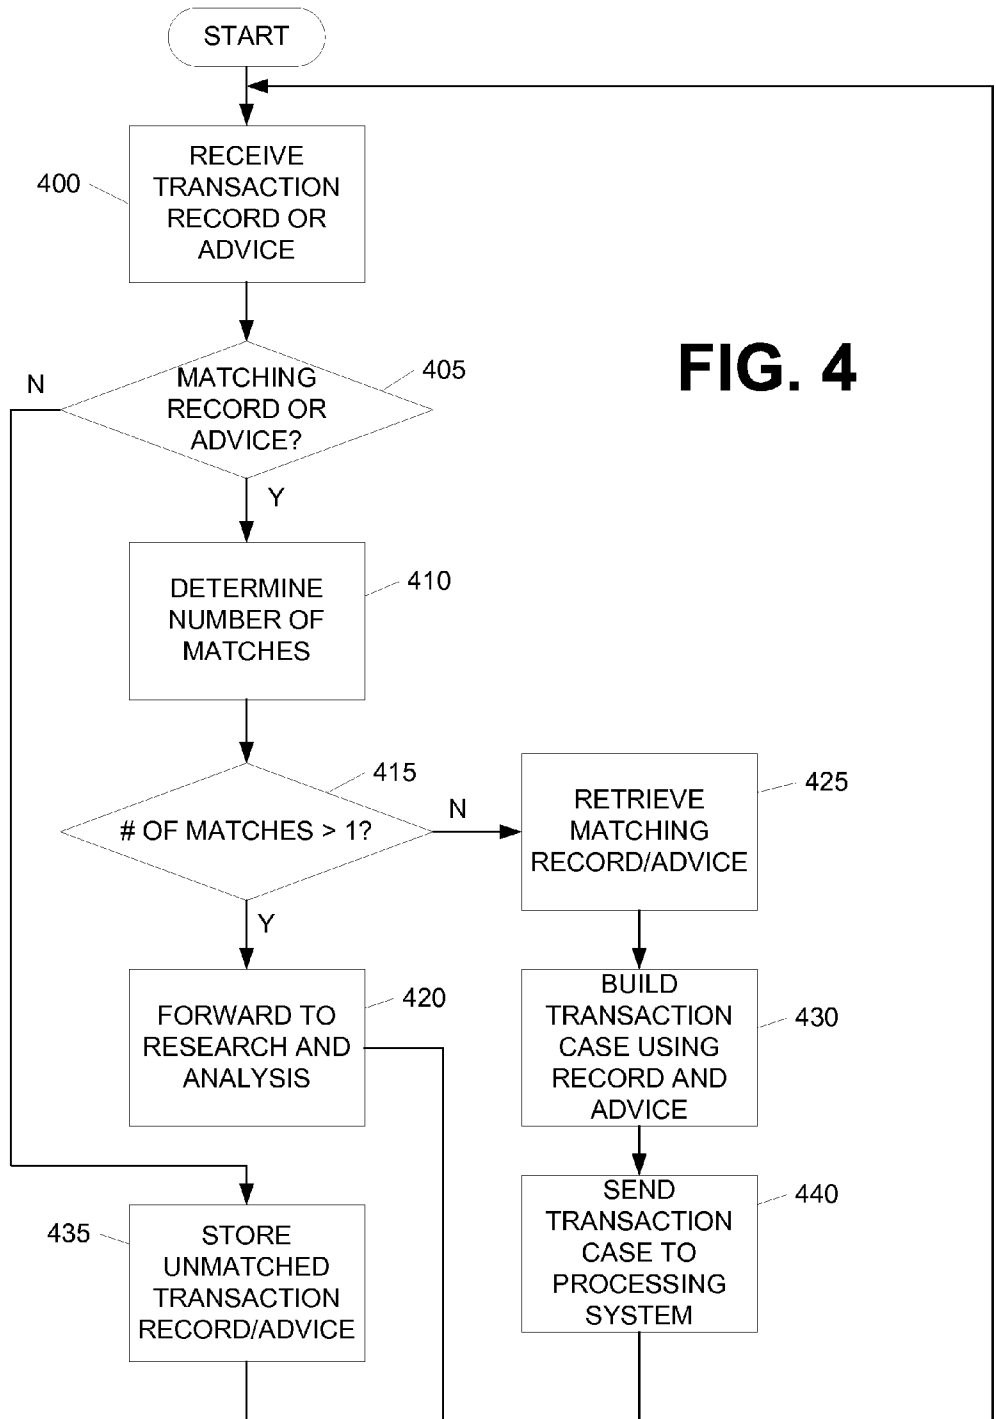 START
400
RECEIVE
TRANSACTION
RECORD OR
ADVICE
FIG. 4
N
405
MATCHING
RECORD OR
ADVICE?
Y
410
DETERMINE
NUMBER OF
MATCHES
415
# OF MATCHES > 1?
N
425
RETRIEVE
MATCHING
RECORD/ADVICE
Y
420
FORWARD TO
RESEARCH AND
ANALYSIS
430
BUILD
TRANSACTION
CASE USING
RECORD AND
ADVICE
435
STORE
UNMATCHED
TRANSACTION
RECORD/ADVICE
440
SEND
TRANSACTION
CASE TO
PROCESSING
SYSTEM